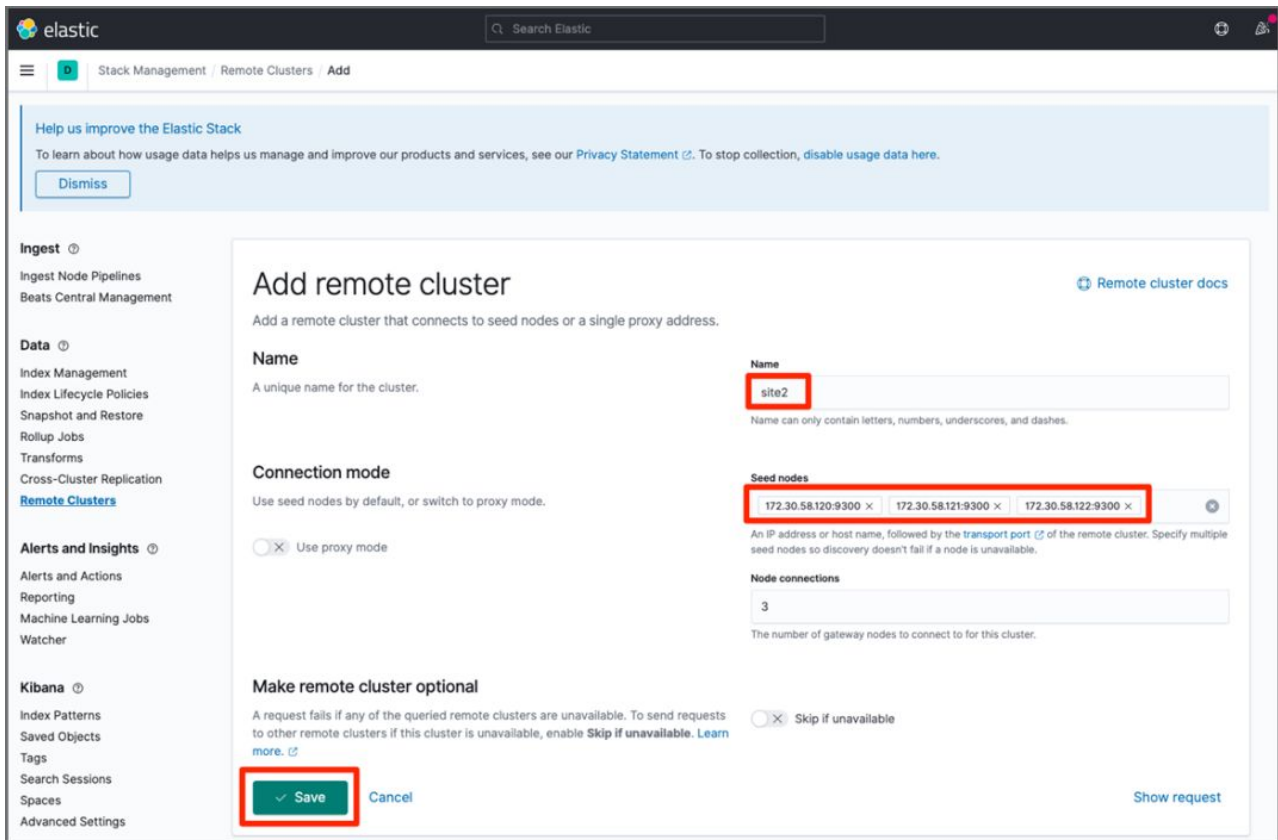 elastic
Search Elastic
D
Stack Management / Remote Clusters / Add
Help us improve the Elastic Stack
To learn about how usage data helps us manage and improve our products and services, see our Privacy Statement. To stop collection, disable usage data here.
Dismiss
Ingest
Ingest Node Pipelines
Beats Central Management
Data
Index Management
Index Lifecycle Policies
Snapshot and Restore
Rollup Jobs
Transforms
Cross-Cluster Replication
Remote Clusters
Alerts and Insights
Alerts and Actions
Reporting
Machine Learning Jobs
Watcher
Kibana
Index Patterns
Saved Objects
Tags
Search Sessions
Spaces
Advanced Settings
Add remote cluster
Remote cluster docs
Add a remote cluster that connects to seed nodes or a single proxy address.
Name
A unique name for the cluster.
Name
site2
Name can only contain letters, numbers, underscores, and dashes.
Connection mode
Use seed nodes by default, or switch to proxy mode.
Use proxy mode
Seed nodes
172.30.58.120:9300 × 172.30.58.121:9300 × 172.30.58.122:9300 ×
An IP address or host name, followed by the transport port of the remote cluster. Specify multiple
seed nodes so discovery doesn't fail if a node is unavailable.
Node connections
3
The number of gateway nodes to connect to for this cluster.
Make remote cluster optional
A request fails if any of the queried remote clusters are unavailable. To send requests
to other remote clusters if this cluster is unavailable, enable Skip if unavailable. Learn
more.
Skip if unavailable
Save
Cancel
Show request